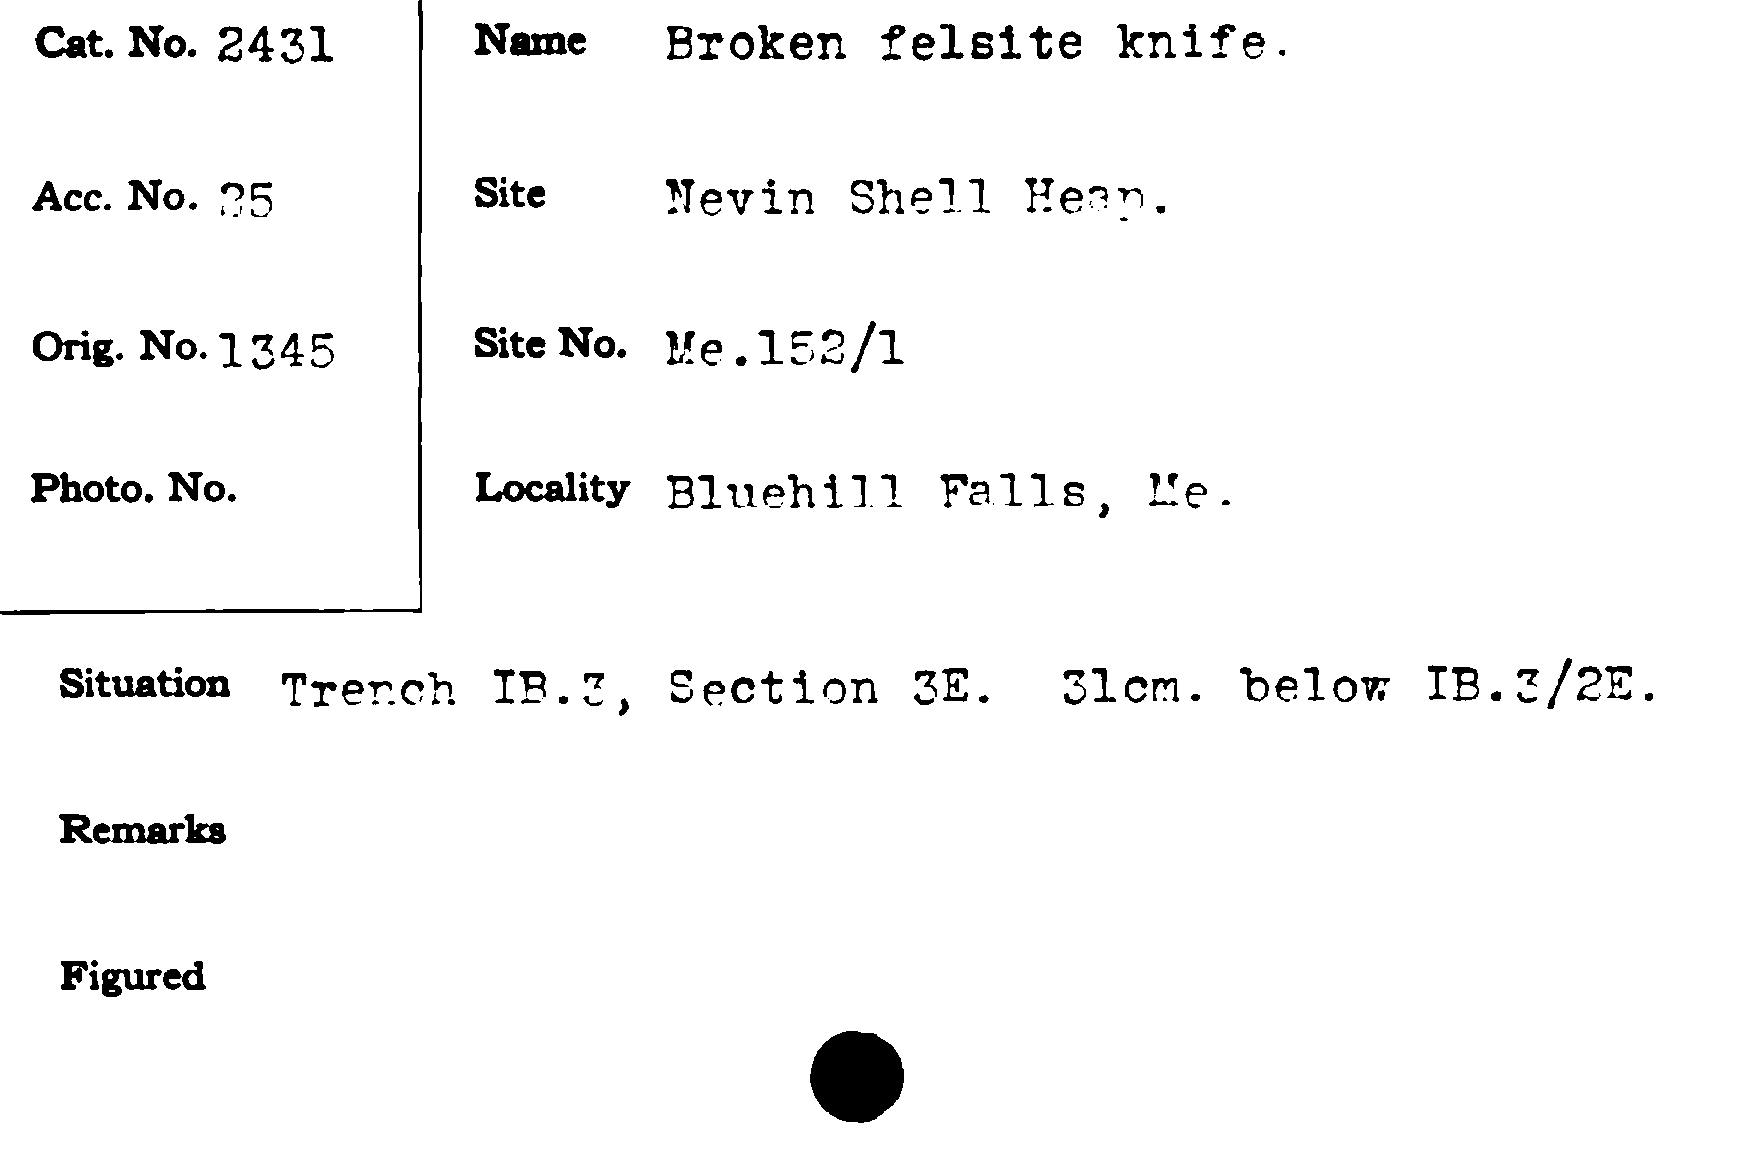 Cat. No. 2431
Name Broken felsite knife.
Acc. No. 25
Site Nevin Shell Heap.
Orig. No. 1345
Site No. Me.152/1
Photo. No.
Locality Bluehill Falls, Me.
Situation Trench IB.3, Section 3E. 31cm. below IB.3/2E.
Remarks
Figured